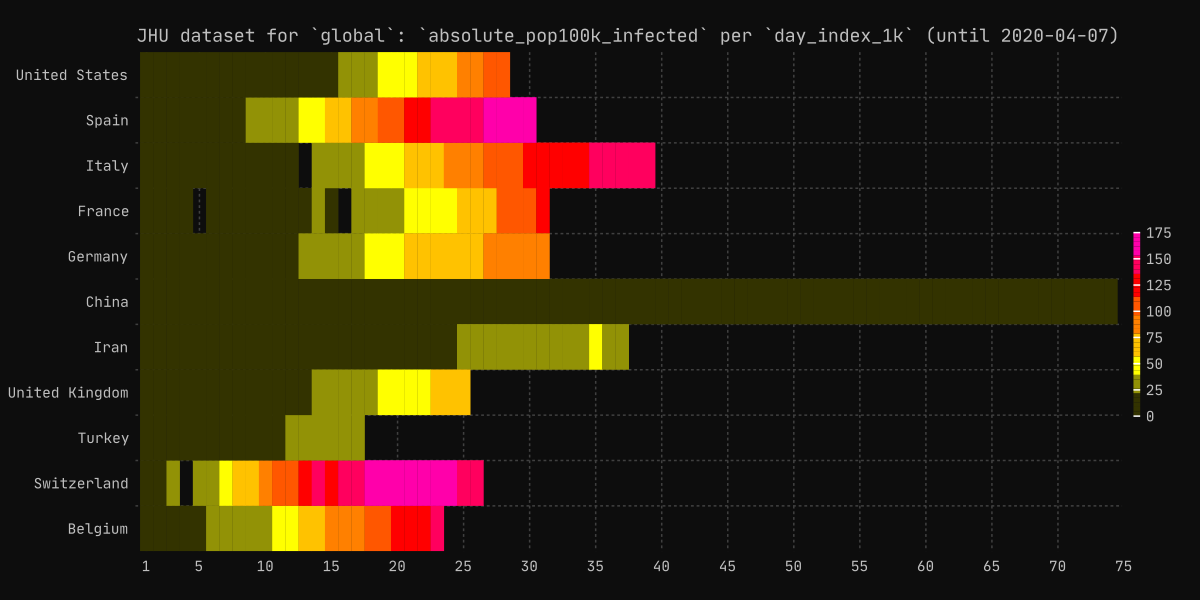 JHU dataset for `global`: `absolute_pop100k_infected` per `day_index_1k` (until 2020-04-07)
United States
Spain
Italy
France
Germany
China
Iran
United Kingdom
Turkey
Switzerland
Belgium
175
150
125
100
75
50
25
0
1 5 10 15 20 25 30 35 40 45 50 55 60 65 70 75